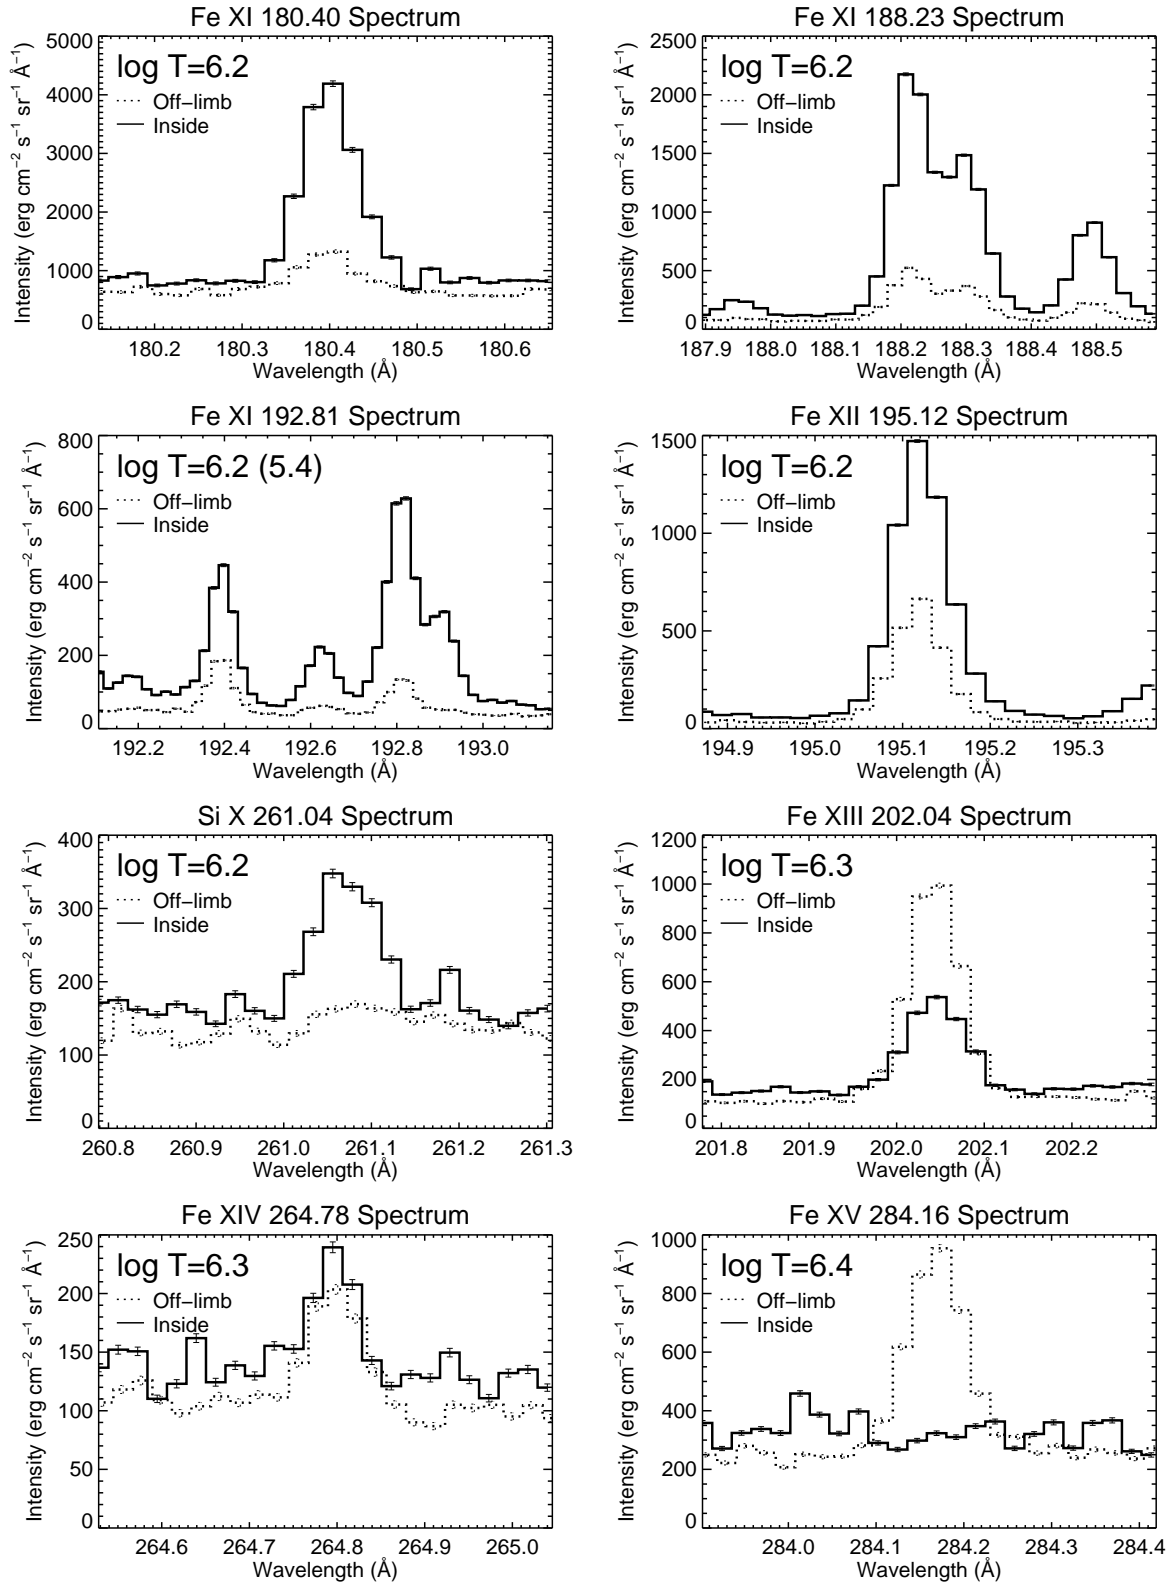 Fe XI 180.40 Spectrum
5000
4000
3000
2000
1000
0
Intensity (erg cm−2 s−1 sr−1 Å−1)
log T=6.2
Off−limb
Inside
180.2 180.3 180.4 180.5 180.6
Wavelength (Å)
Fe XI 188.23 Spectrum
2500
2000
1500
1000
500
0
Intensity (erg cm−2 s−1 sr−1 Å−1)
log T=6.2
Off−limb
Inside
187.9 188.0 188.1 188.2 188.3 188.4 188.5
Wavelength (Å)
Fe XI 192.81 Spectrum
800
600
400
200
0
Intensity (erg cm−2 s−1 sr−1 Å−1)
log T=6.2 (5.4)
Off−limb
Inside
192.2 192.4 192.6 192.8 193.0
Wavelength (Å)
Fe XII 195.12 Spectrum
1500
1000
500
0
Intensity (erg cm−2 s−1 sr−1 Å−1)
log T=6.2
Off−limb
Inside
194.9 195.0 195.1 195.2 195.3
Wavelength (Å)
Si X 261.04 Spectrum
400
300
200
100
0
Intensity (erg cm−2 s−1 sr−1 Å−1)
log T=6.2
Off−limb
Inside
260.8 260.9 261.0 261.1 261.2 261.3
Wavelength (Å)
Fe XIII 202.04 Spectrum
1200
1000
800
600
400
200
0
Intensity (erg cm−2 s−1 sr−1 Å−1)
log T=6.3
Off−limb
Inside
201.8 201.9 202.0 202.1 202.2
Wavelength (Å)
Fe XIV 264.78 Spectrum
250
200
150
100
50
0
Intensity (erg cm−2 s−1 sr−1 Å−1)
log T=6.3
Off−limb
Inside
264.6 264.7 264.8 264.9 265.0
Wavelength (Å)
Fe XV 284.16 Spectrum
1000
800
600
400
200
0
Intensity (erg cm−2 s−1 sr−1 Å−1)
log T=6.4
Off−limb
Inside
284.0 284.1 284.2 284.3 284.4
Wavelength (Å)